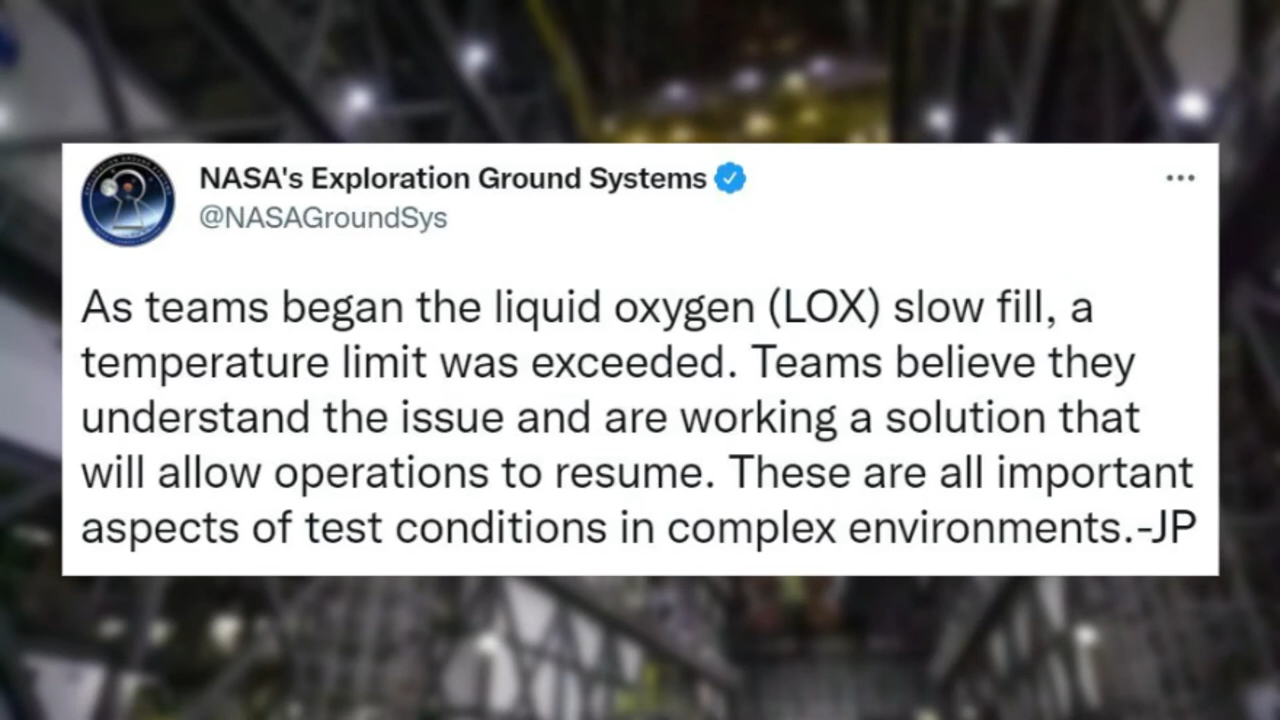 NASA's Exploration Ground Systems
@NASAGroundSys
As teams began the liquid oxygen (LOX) slow fill, a
temperature limit was exceeded. Teams believe they
understand the issue and are working a solution that
will allow operations to resume. These are all important
aspects of test conditions in complex environments.-JP